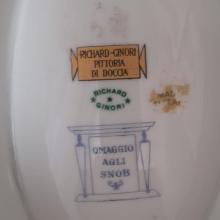 RICHARD-GINORI
PITTORIA
DI DOCCIA
RICHARD
GINORI
OMAGGIO
AGLI
SNOB